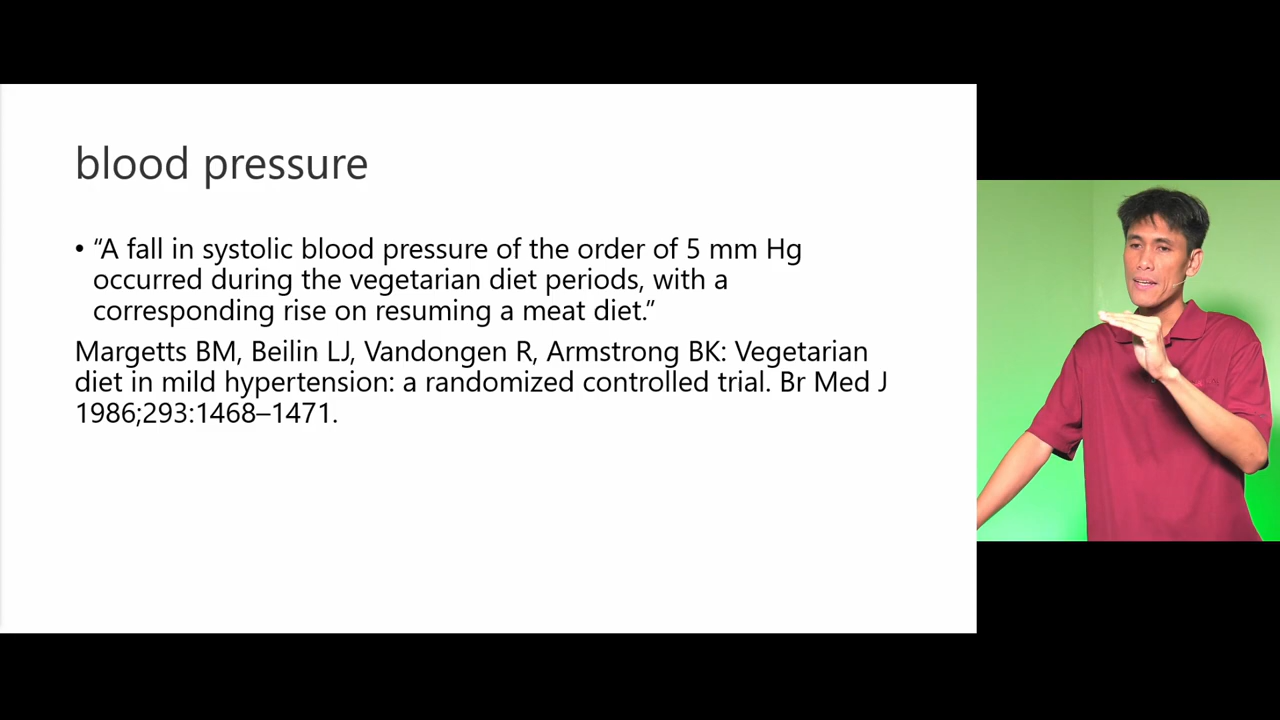 blood pressure
• “A fall in systolic blood pressure of the order of 5 mm Hg
occurred during the vegetarian diet periods, with a
corresponding rise on resuming a meat diet.”
Margetts BM, Beilin LJ, Vandongen R, Armstrong BK: Vegetarian
diet in mild hypertension: a randomized controlled trial. Br Med J
1986;293:1468–1471.